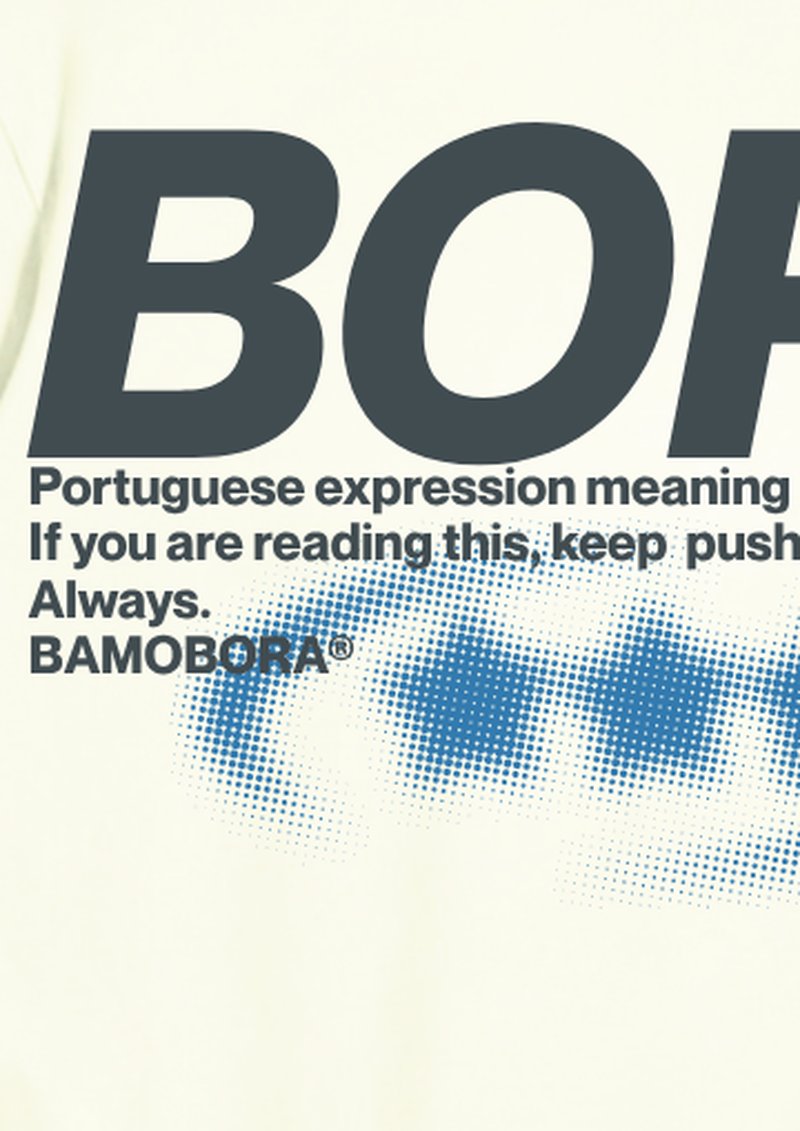 BOR
Portuguese expression meaning
If you are reading this, keep push
Always.
BAMOBORA®